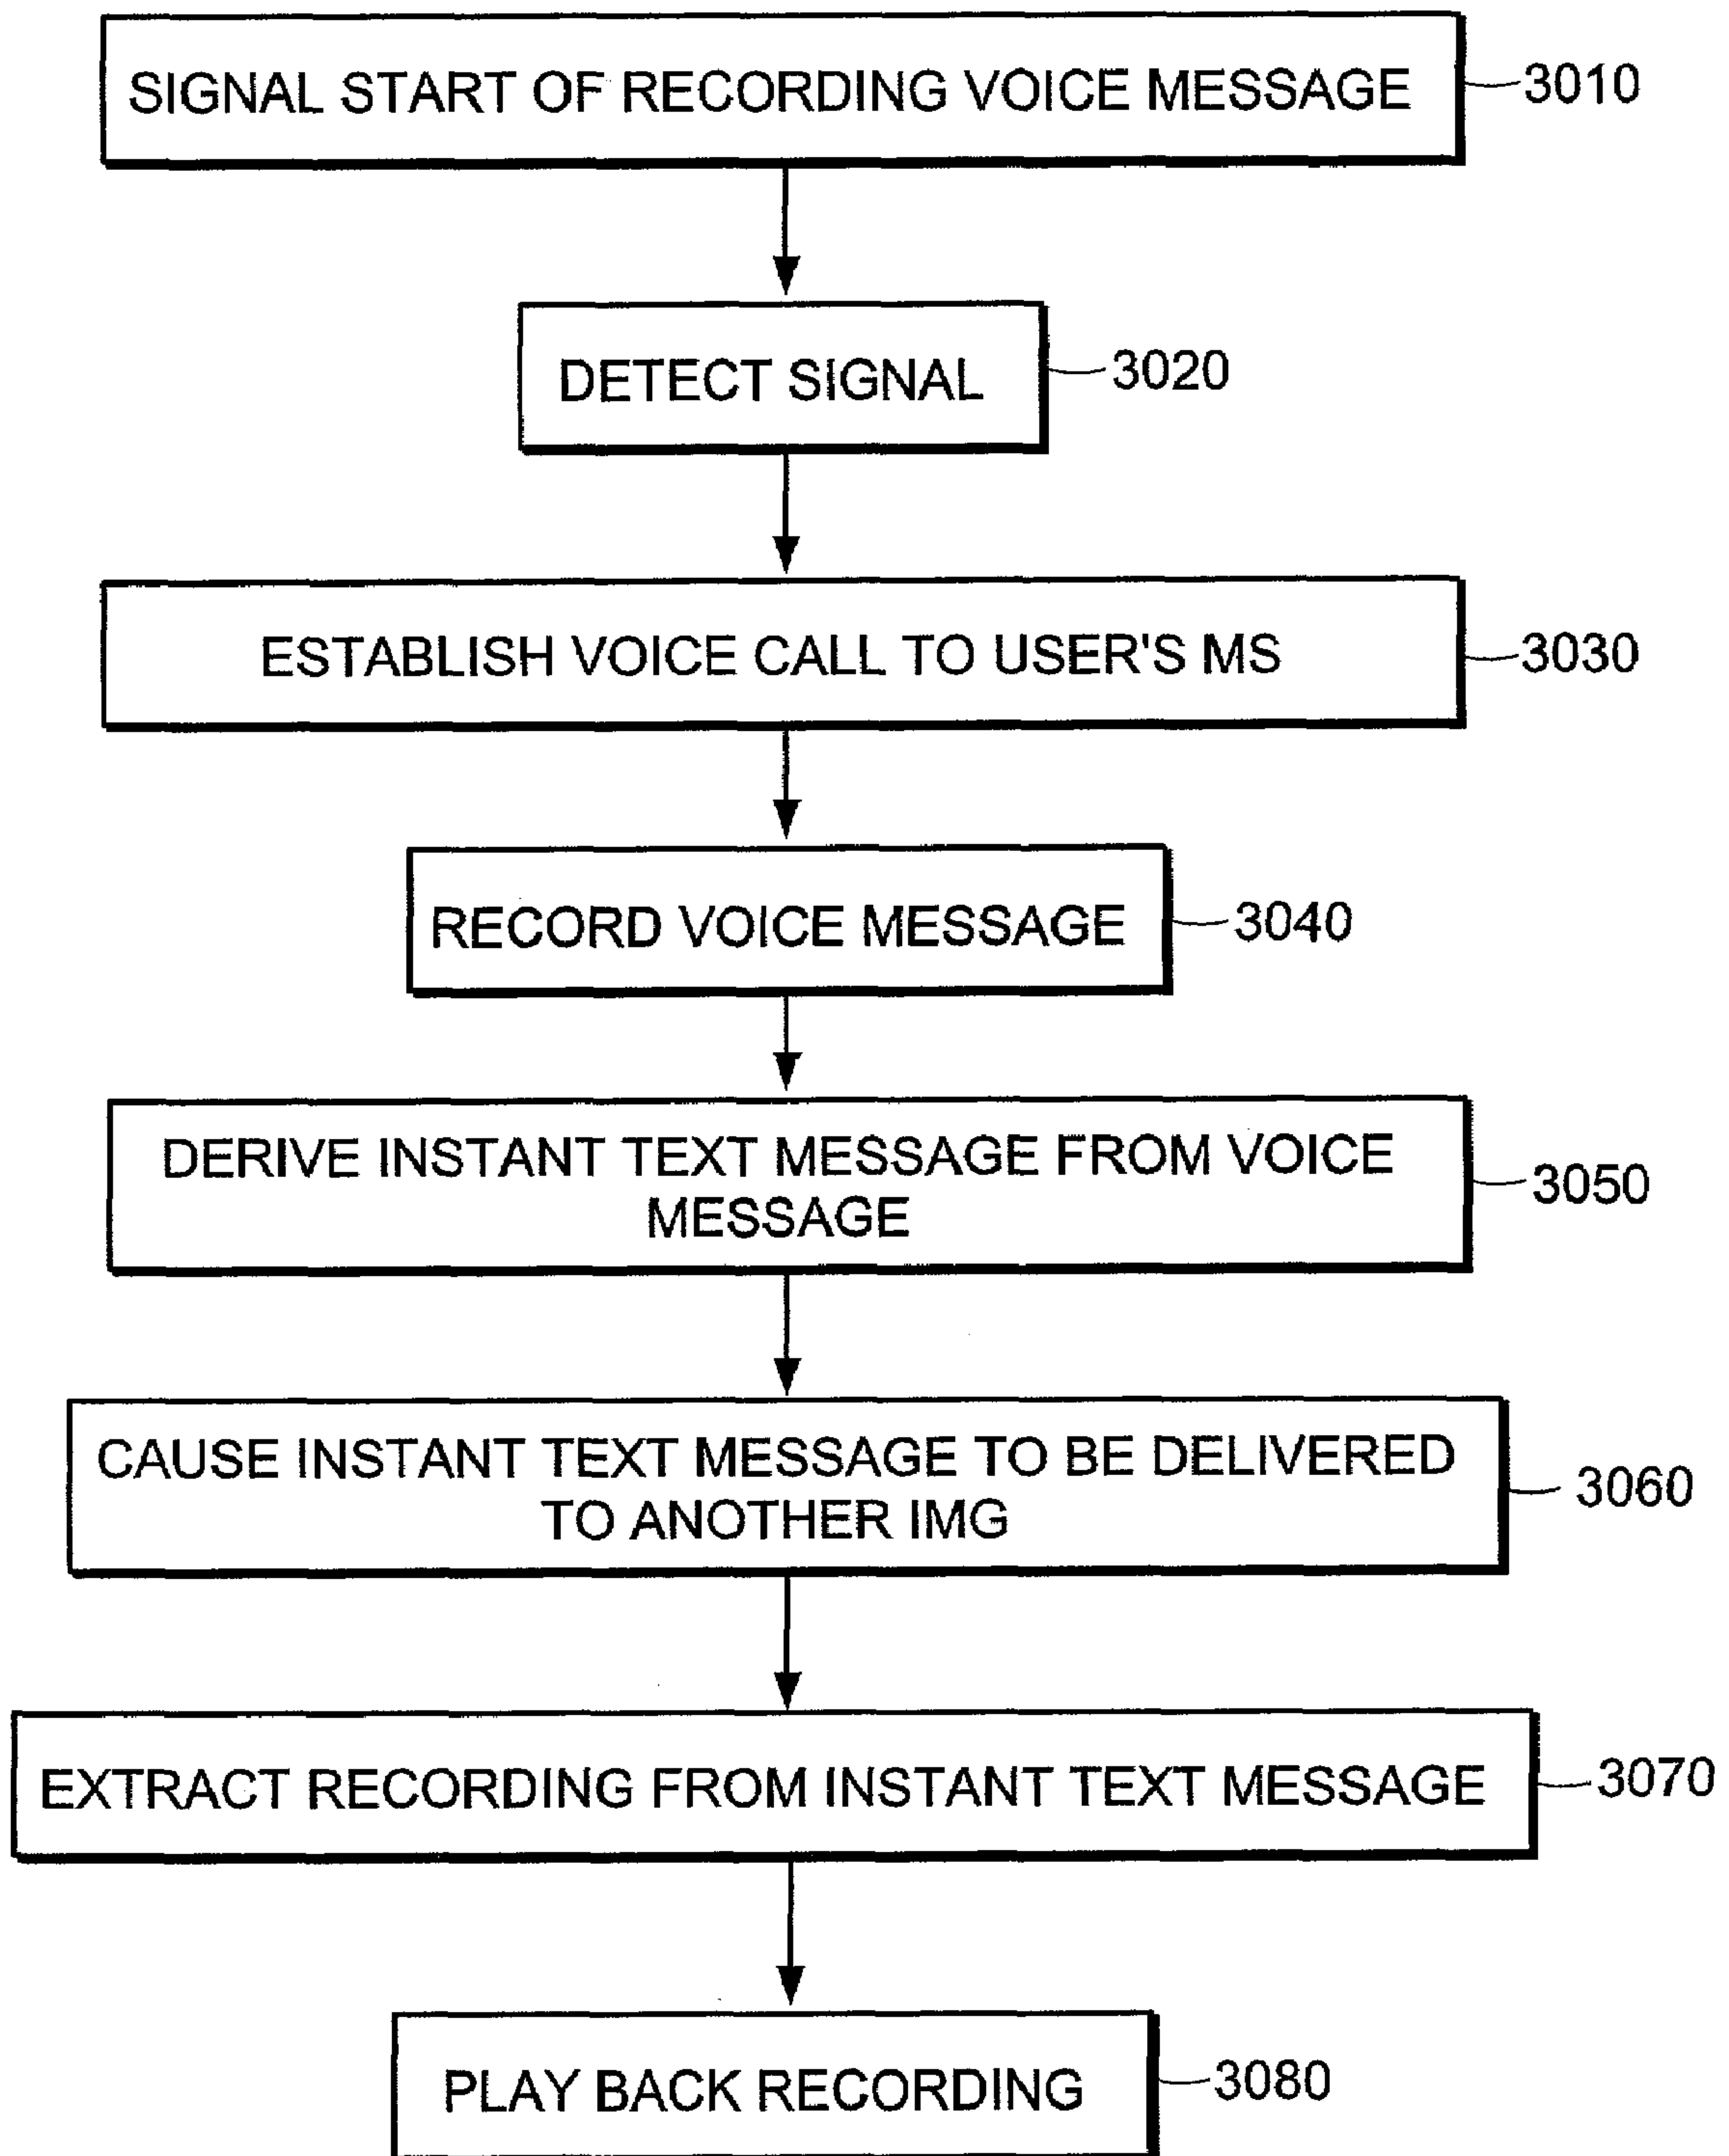 SIGNAL START OF RECORDING VOICE MESSAGE
3010
DETECT SIGNAL
3020
ESTABLISH VOICE CALL TO USER'S MS
3030
RECORD VOICE MESSAGE
3040
DERIVE INSTANT TEXT MESSAGE FROM VOICE
MESSAGE
3050
CAUSE INSTANT TEXT MESSAGE TO BE DELIVERED
TO ANOTHER IMG
3060
EXTRACT RECORDING FROM INSTANT TEXT MESSAGE
3070
PLAY BACK RECORDING
3080